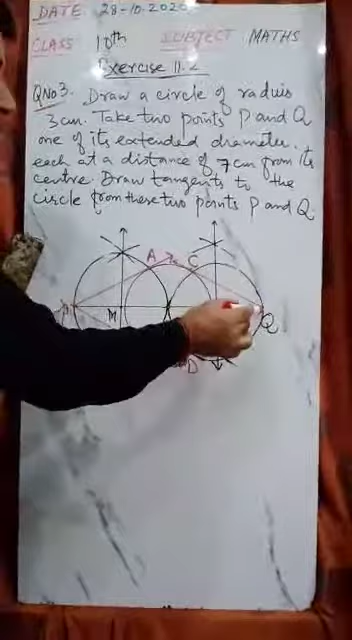 DATE 28-10.2020
CLASS 10th SUBJECT MATHS
Exercise 11.2
QNo3. Draw a circle of radius
3cm. Take two points P and Q
one of its extended diameter.
each at a distance of 7cm from its
centre. Draw tangents to the
circle from these two points P and Q.
A C
P M Q
D